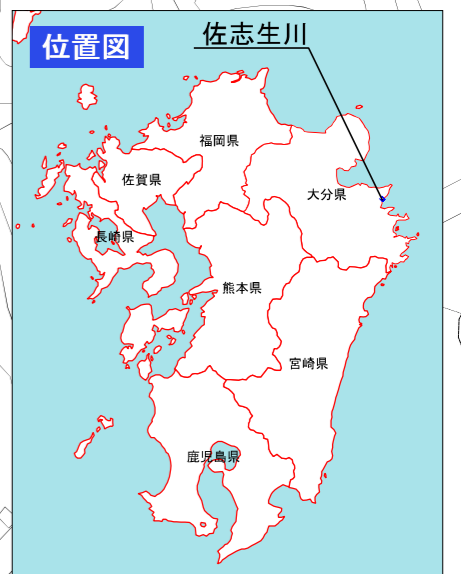 位置図
佐志生川
福岡県
佐賀県
大分県
長崎県
熊本県
宮崎県
鹿児島県